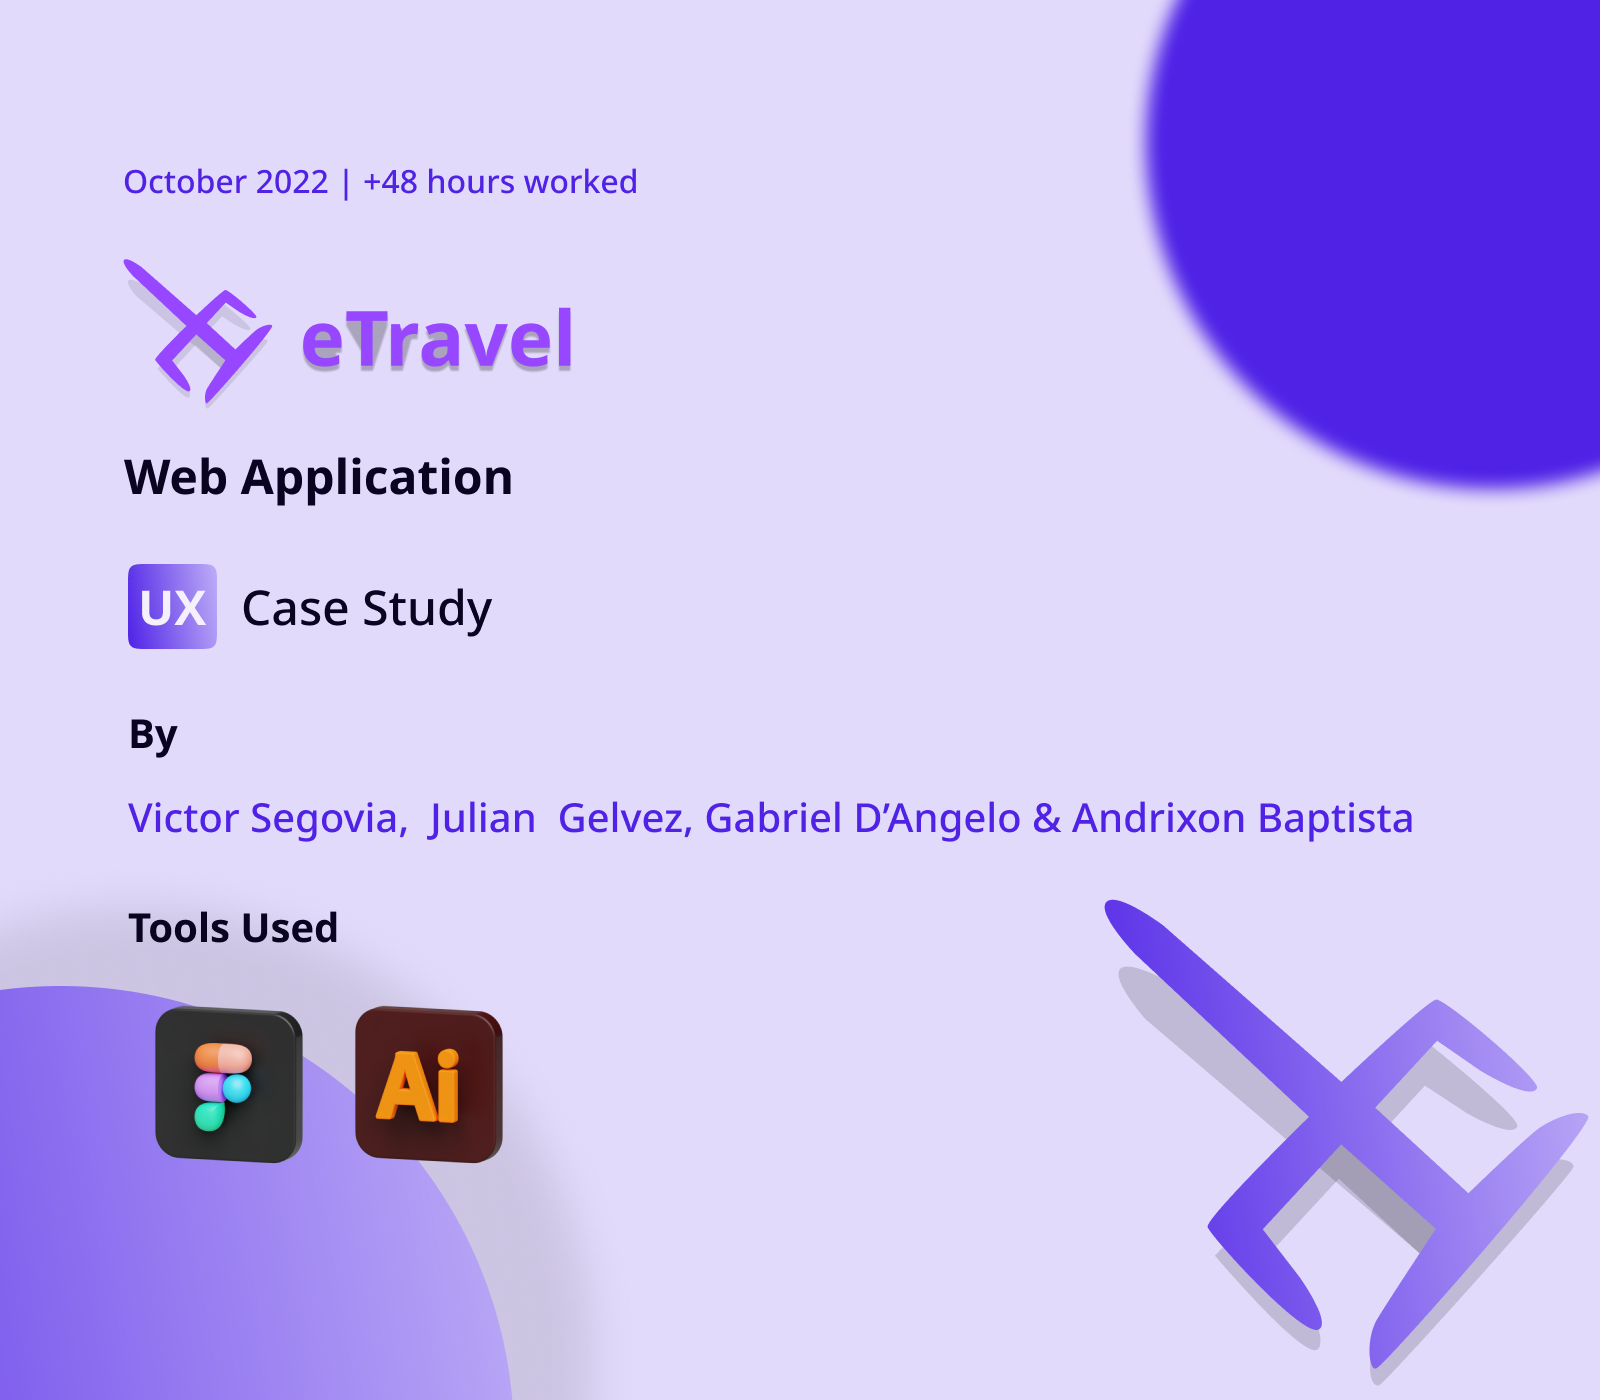 October 2022 | +48 hours worked
eTravel
Web Application
UX Case Study
By
Victor Segovia,  Julian  Gelvez, Gabriel D’Angelo & Andrixon Baptista
Tools Used
Ai